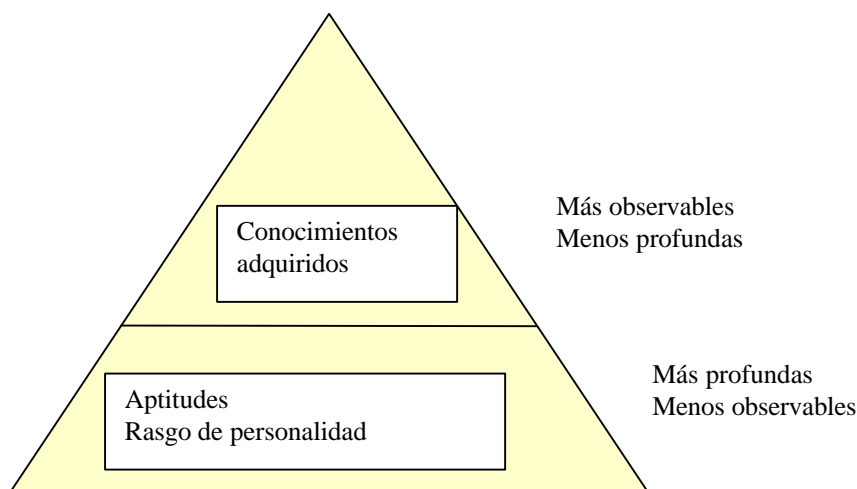 Conocimientos
adquiridos
Más observables
Menos profundas
Aptitudes
Rasgo de personalidad
Más profundas
Menos observables